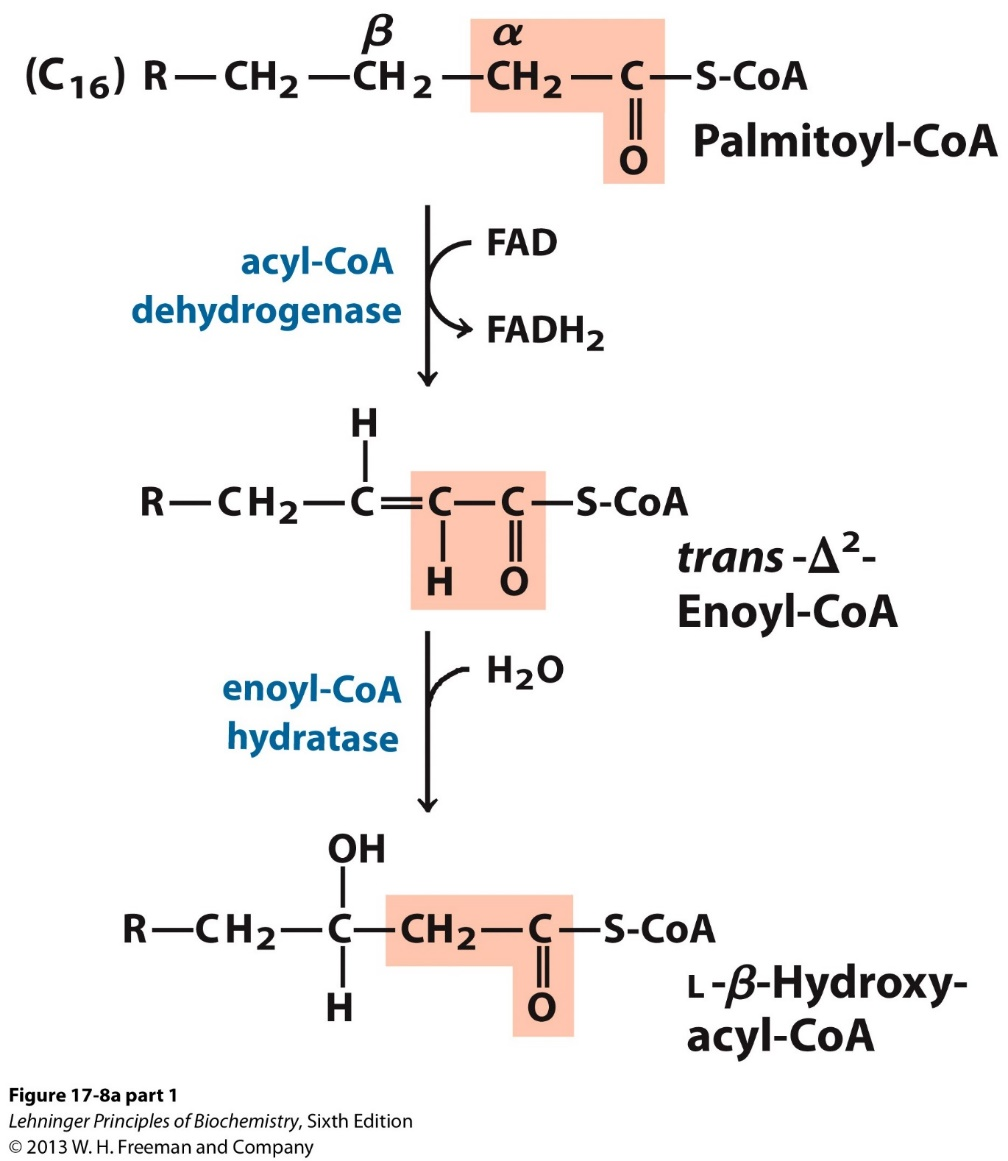 β α
(C₁₆) R—CH₂—CH₂—CH₂—C—S-CoA
O
Palmitoyl-CoA
acyl-CoA
dehydrogenase
FAD
FADH₂
H
R—CH₂—C=C—C—S-CoA
H O
trans-Δ²-
Enoyl-CoA
enoyl-CoA
hydratase
H₂O
OH
R—CH₂—C—CH₂—C—S-CoA
H O
L-β-Hydroxy-
acyl-CoA
Figure 17-8a part 1
Lehninger Principles of Biochemistry, Sixth Edition
© 2013 W. H. Freeman and Company